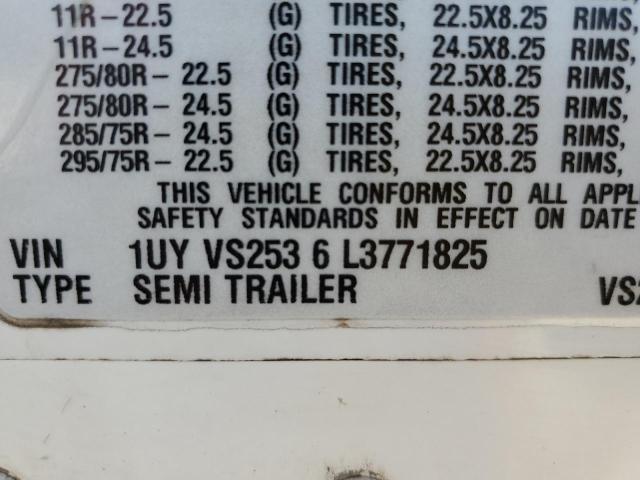 11R-22.5 (G) TIRES, 22.5X8.25 RIMS,
11R-24.5 (G) TIRES, 24.5X8.25 RIMS,
275/80R- 22.5 (G) TIRES, 22.5X8.25 RIMS,
275/80R- 24.5 (G) TIRES, 24.5X8.25 RIMS,
285/75R- 24.5 (G) TIRES, 24.5X8.25 RIMS,
295/75R- 22.5 (G) TIRES, 22.5X8.25 RIMS,
THIS VEHICLE CONFORMS TO ALL APPL
SAFETY STANDARDS IN EFFECT ON DATE
VIN 1UY VS253 6 L3771825
TYPE SEMI TRAILER VS2